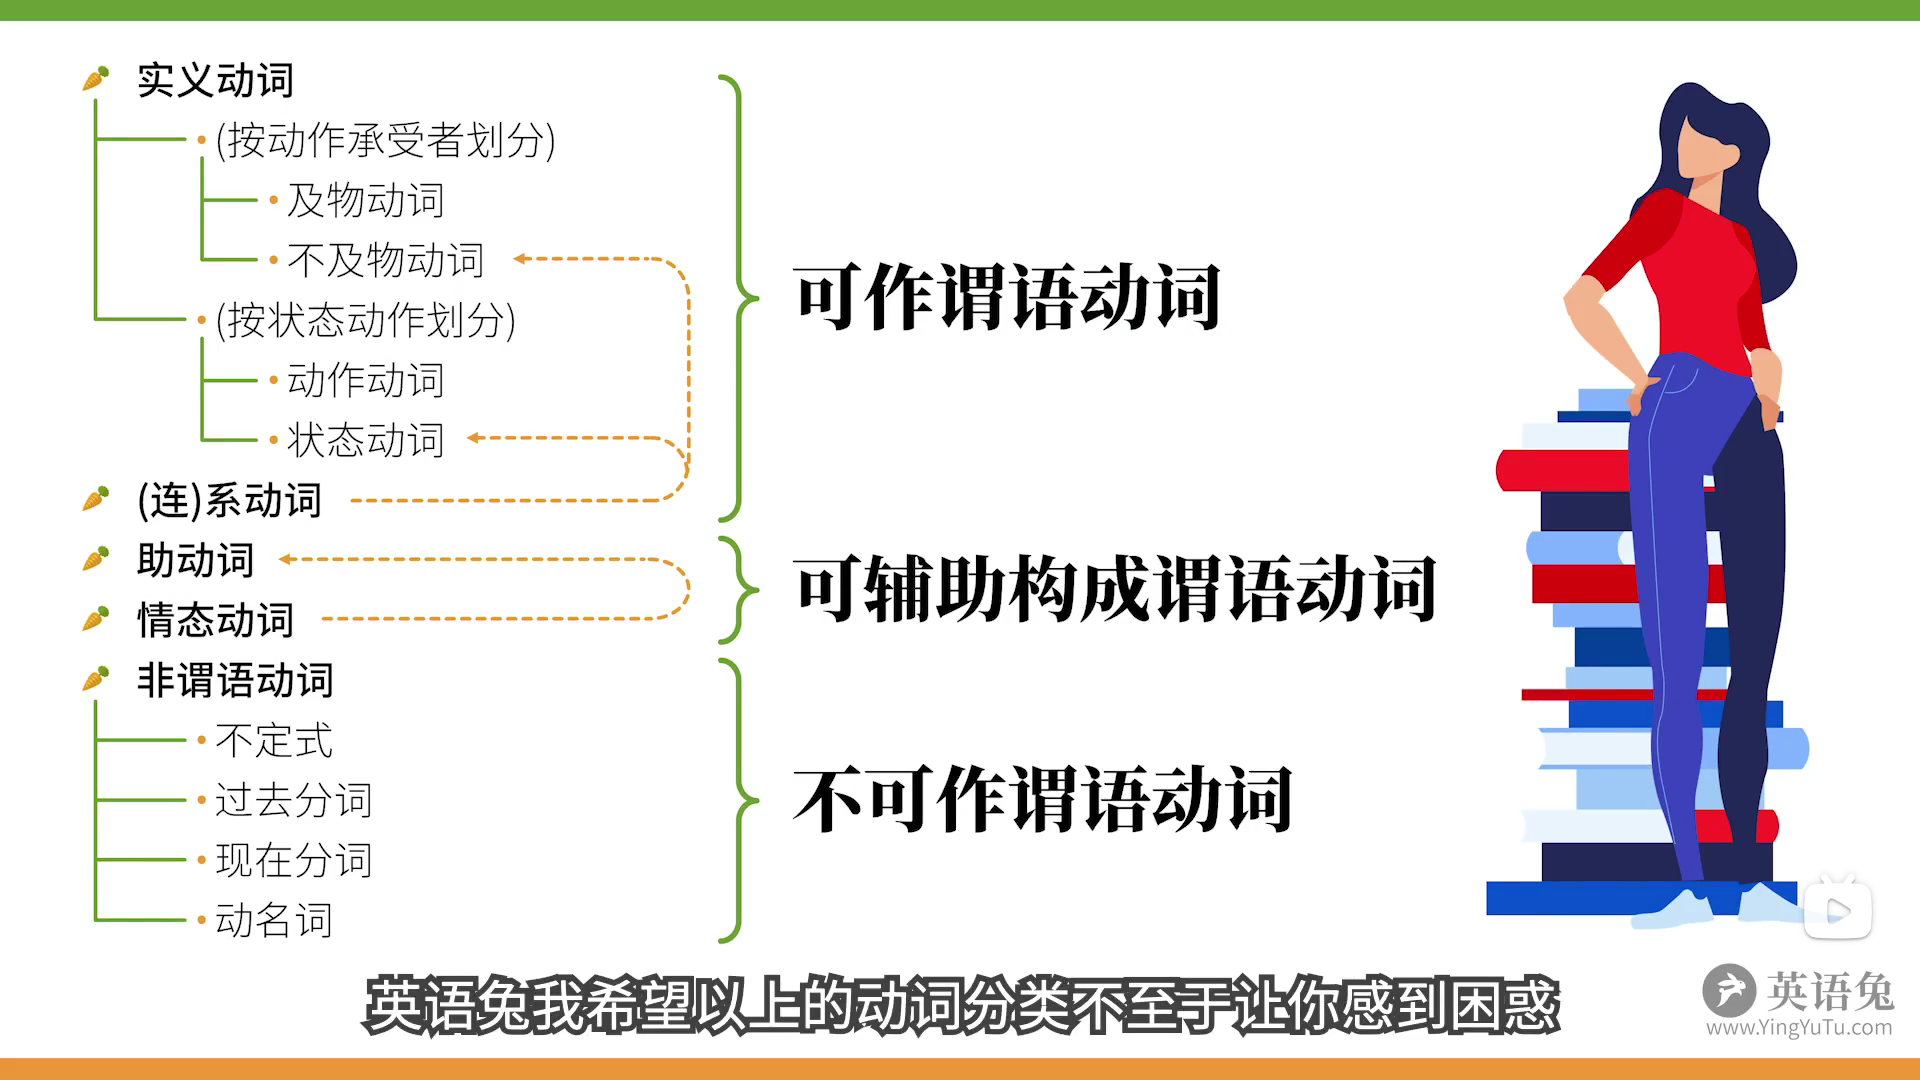 实义动词
(按动作承受者划分)
及物动词
不及物动词
(按状态动作划分)
动作动词
状态动词
(连)系动词
助动词
情态动词
非谓语动词
不定式
过去分词
现在分词
动名词
可作谓语动词
可辅助构成谓语动词
不可作谓语动词
英语兔我希望以上的动词分类不至于让你感到困惑
英语兔
www.YingYuTu.com